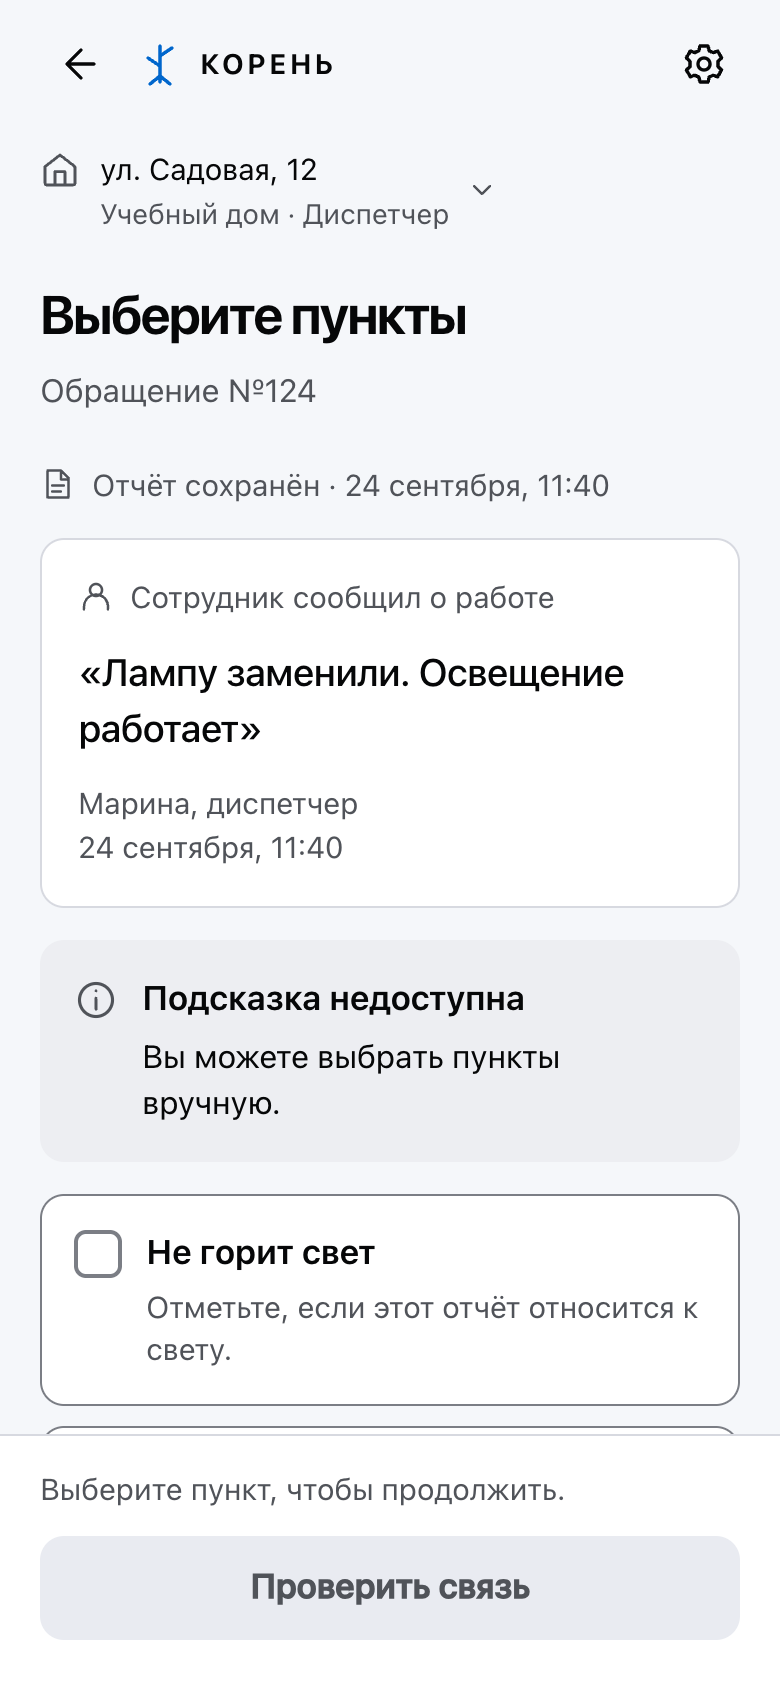 КОРЕНЬ
ул. Садовая, 12
Учебный дом · Диспетчер
Выберите пункты
Обращение №124
Отчёт сохранён · 24 сентября, 11:40
Сотрудник сообщил о работе
«Лампу заменили. Освещение
работает»
Марина, диспетчер
24 сентября, 11:40
Подсказка недоступна
Вы можете выбрать пункты
вручную.
Не горит свет
Отметьте, если этот отчёт относится к
свету.
Выберите пункт, чтобы продолжить.
Проверить связь